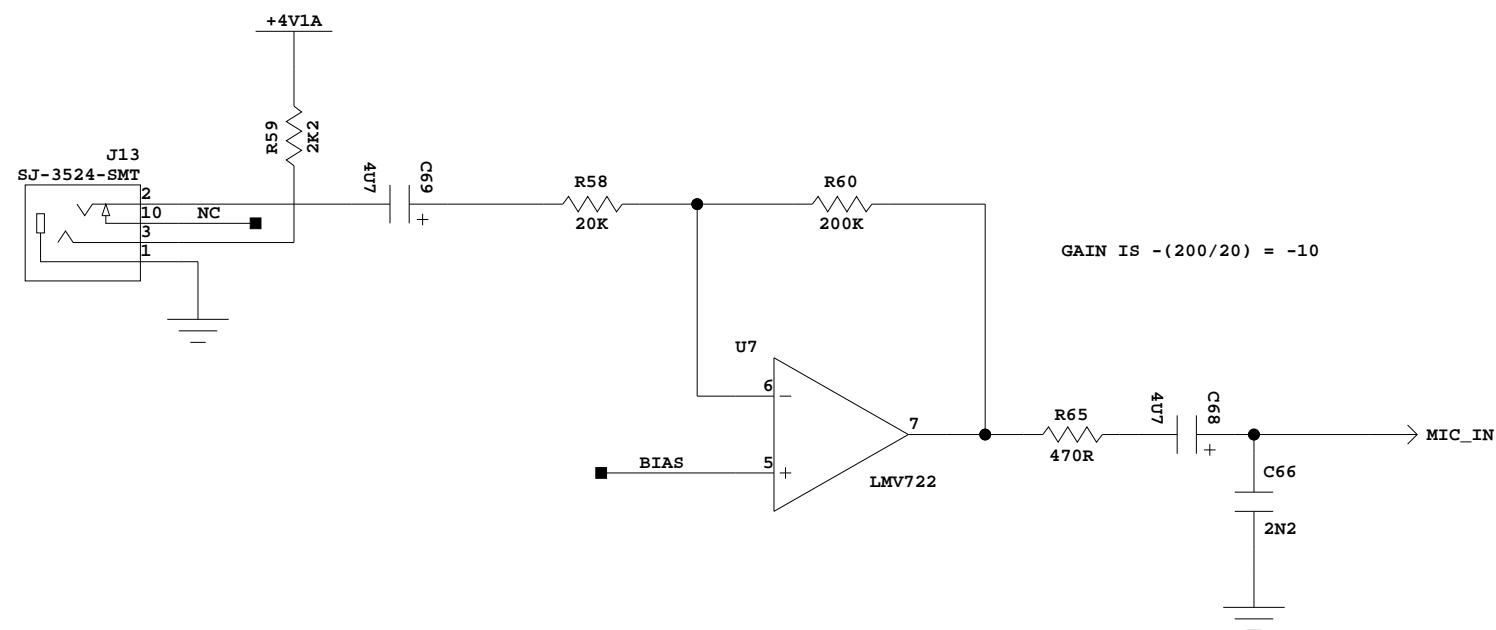 +4V1A
R59
2K2
J13
SJ-3524-SMT
2
10
NC
3
1
4U7
C69
+
R58
20K
R60
200K
GAIN IS -(200/20) = -10
U7
6
−
7
BIAS
5
+
LMV722
R65
470R
4U7
C68
+
MIC_IN
C66
2N2